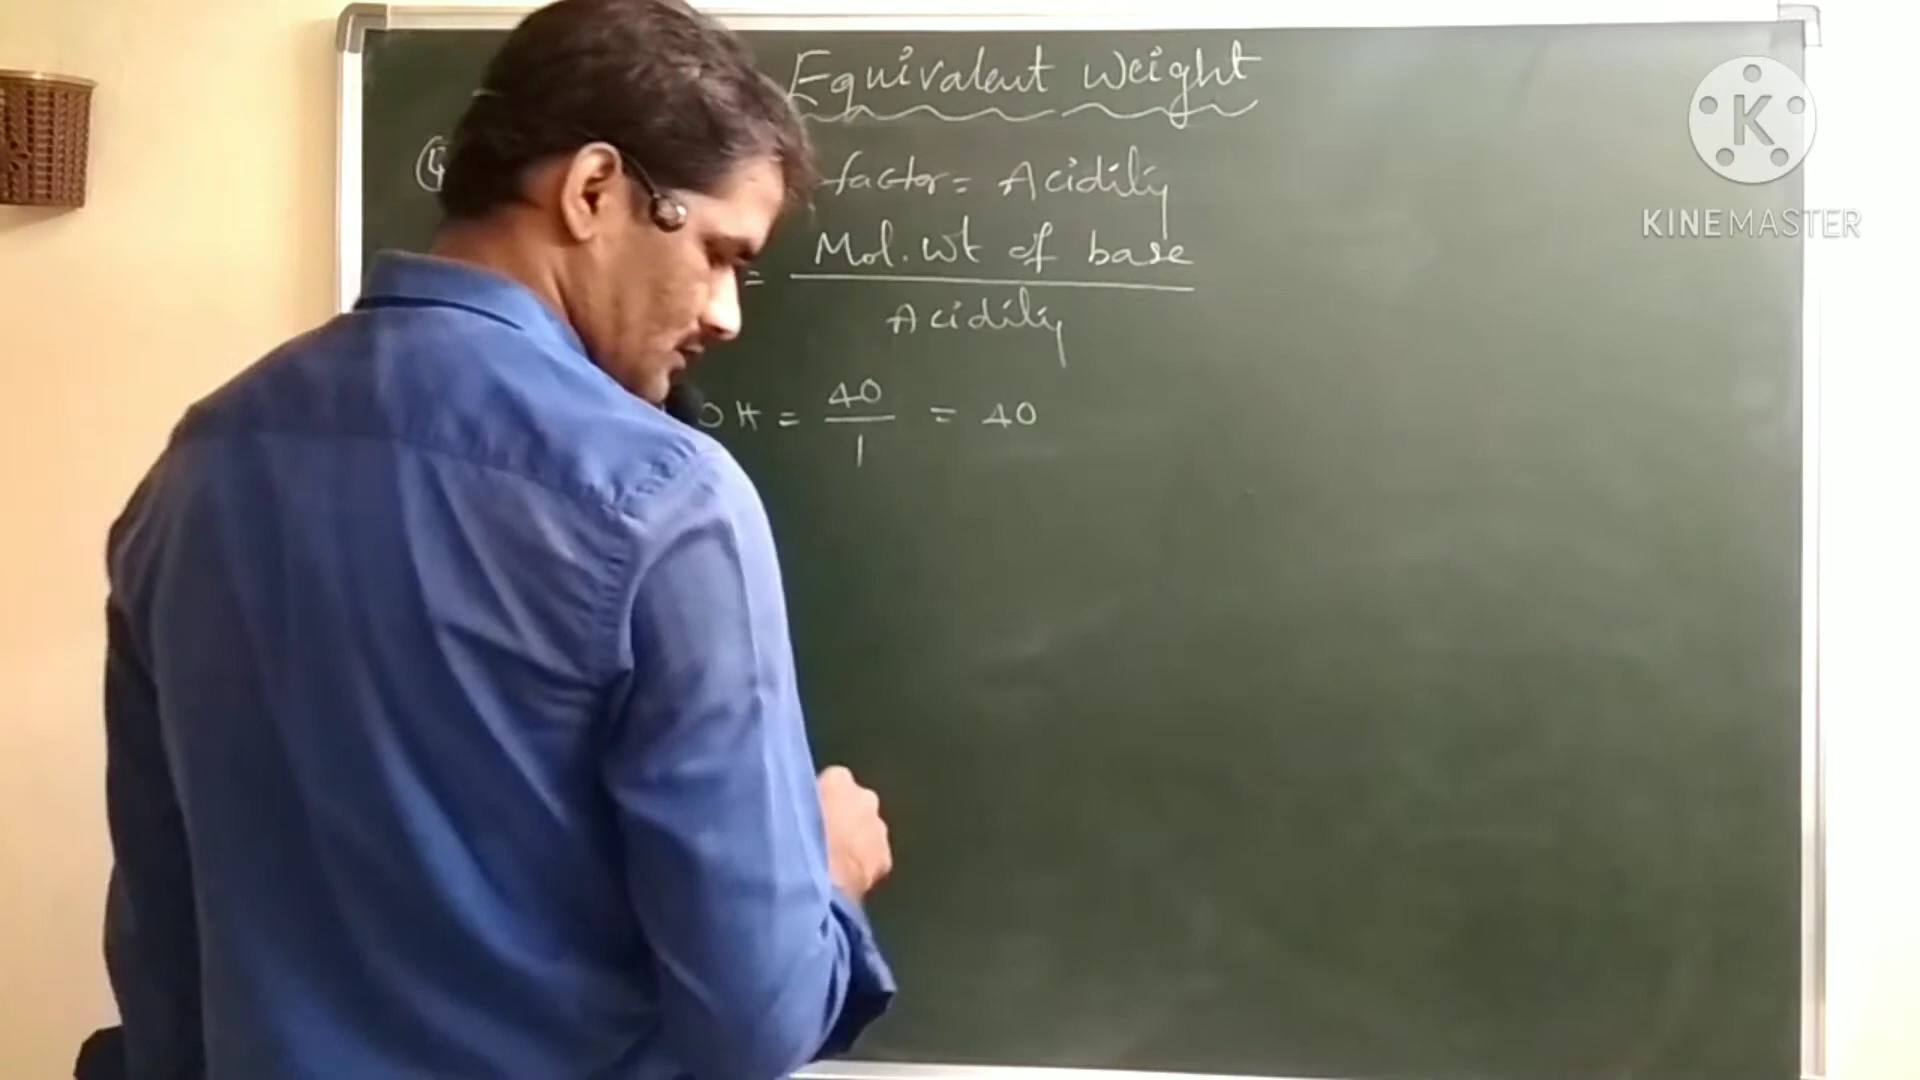 Equivalent weight
factor = Acidity
= Mol. wt of base
Acidity
OH = 40 / 1 = 40
K
KINEMASTER